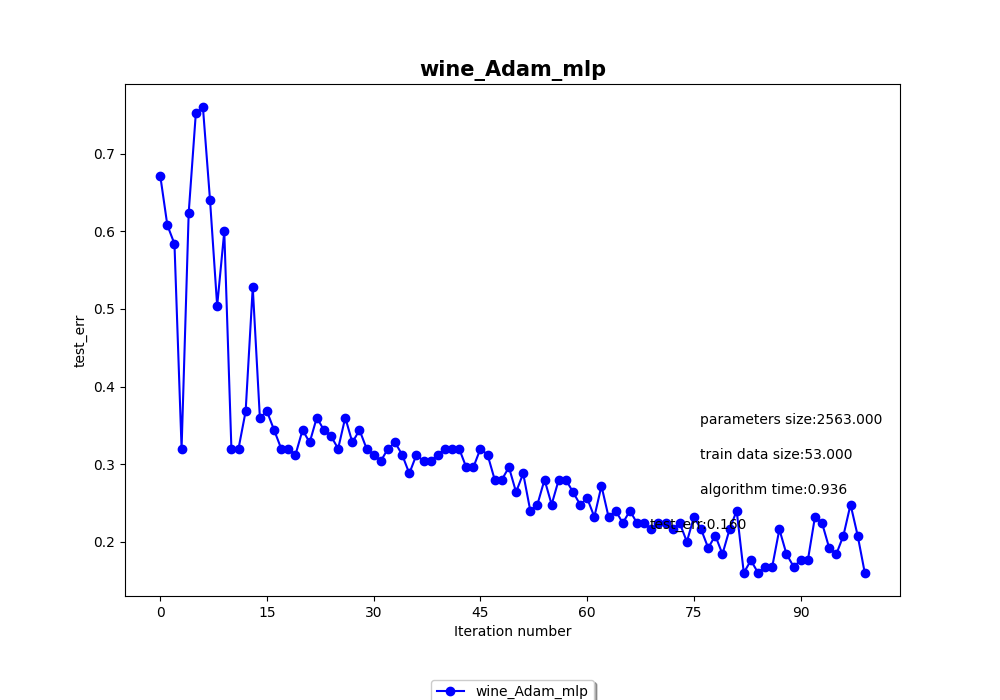 wine_Adam_mlp
test_err
0.7
0.6
0.5
0.4
0.3
0.2
parameters size:2563.000
train data size:53.000
algorithm time:0.936
test_err:0.160
0 15 30 45 60 75 90
Iteration number
wine_Adam_mlp